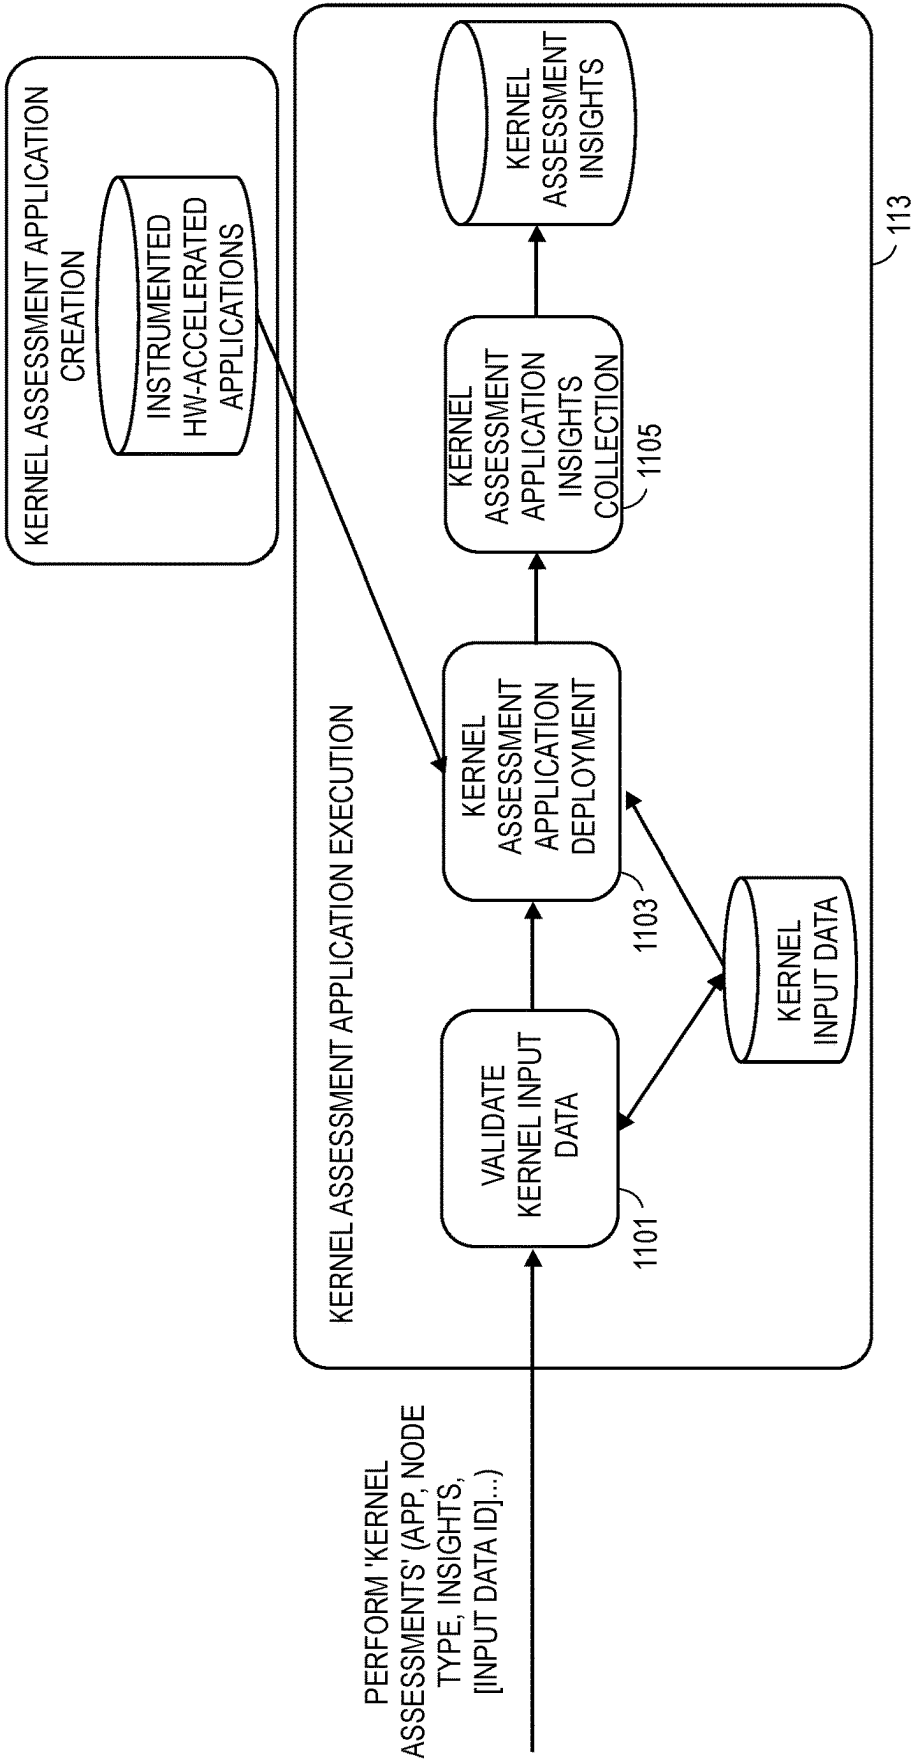 PERFORM 'KERNEL
ASSESSMENTS' (APP, NODE
TYPE, INSIGHTS,
[INPUT DATA ID]...)
KERNEL ASSESSMENT APPLICATION
CREATION
INSTRUMENTED
HW-ACCELERATED
APPLICATIONS
KERNEL ASSESSMENT APPLICATION EXECUTION
VALIDATE
KERNEL INPUT
DATA
1101
KERNEL
ASSESSMENT
APPLICATION
DEPLOYMENT
1103
KERNEL
ASSESSMENT
APPLICATION
INSIGHTS
COLLECTION
1105
KERNEL
ASSESSMENT
INSIGHTS
KERNEL
INPUT DATA
113